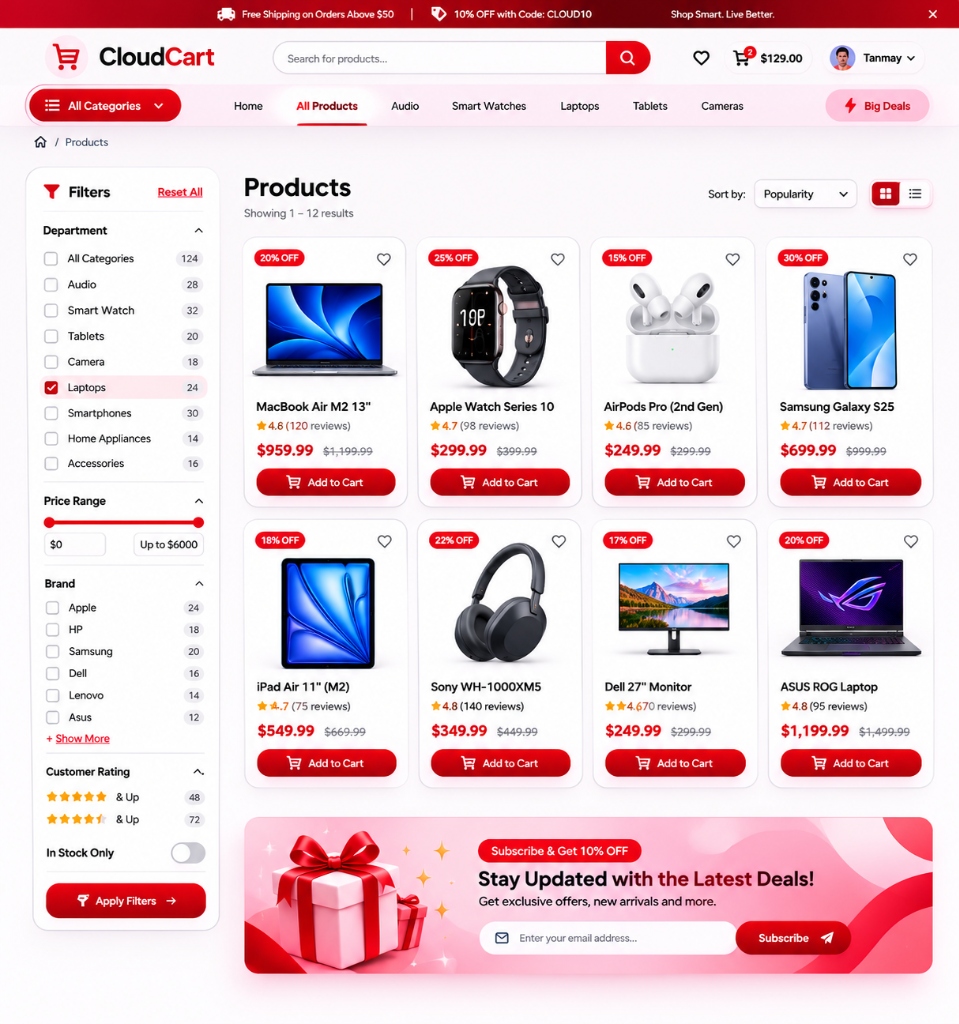 Free Shipping on Orders Above $50 | 10% OFF with Code: CLOUD10 Shop Smart. Live Better.
CloudCart
Search for products...
2
$129.00
Tanmay
All Categories
Home
All Products
Audio
Smart Watches
Laptops
Tablets
Cameras
Big Deals
/ Products
Filters
Reset All
Department
All Categories 124
Audio 28
Smart Watch 32
Tablets 20
Camera 18
Laptops 24
Smartphones 30
Home Appliances 14
Accessories 16
Price Range
$0
Up to $6000
Brand
Apple 24
HP 18
Samsung 20
Dell 16
Lenovo 14
Asus 12
+ Show More
Customer Rating
& Up 48
& Up 72
In Stock Only
Apply Filters
Products
Showing 1 – 12 results
Sort by: Popularity
20% OFF
MacBook Air M2 13"
4.6 (120 reviews)
$959.99 $1,199.99
Add to Cart
25% OFF
Apple Watch Series 10
4.7 (98 reviews)
$299.99 $399.99
Add to Cart
15% OFF
AirPods Pro (2nd Gen)
4.6 (85 reviews)
$249.99 $299.99
Add to Cart
30% OFF
Samsung Galaxy S25
4.7 (112 reviews)
$699.99 $999.99
Add to Cart
18% OFF
iPad Air 11" (M2)
4.7 (75 reviews)
$549.99 $669.99
Add to Cart
22% OFF
Sony WH-1000XM5
4.8 (140 reviews)
$349.99 $449.99
Add to Cart
17% OFF
Dell 27" Monitor
4.670 reviews)
$249.99 $299.99
Add to Cart
20% OFF
ASUS ROG Laptop
4.8 (95 reviews)
$1,199.99 $1,499.99
Add to Cart
Subscribe & Get 10% OFF
Stay Updated with the Latest Deals!
Get exclusive offers, new arrivals and more.
Enter your email address...
Subscribe